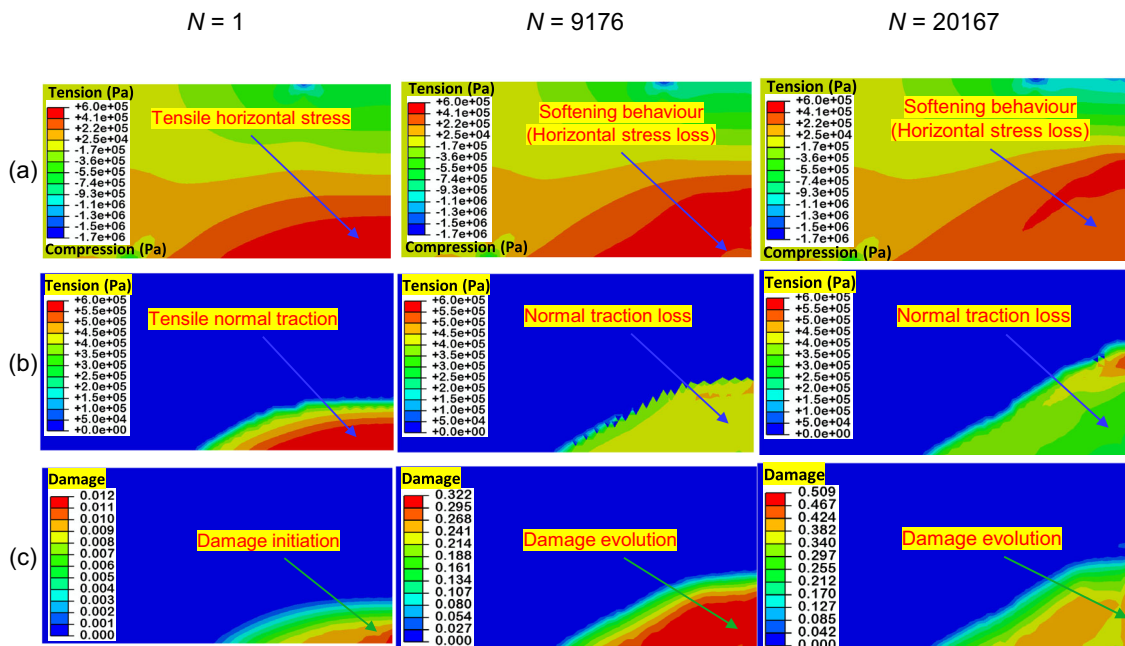 N = 1
N = 9176
N = 20167
(a)
Tension (Pa)
+6.0e+05
+4.1e+05
+2.2e+05
+2.5e+04
-1.7e+05
-3.6e+05
-5.5e+05
-7.4e+05
-9.3e+05
-1.1e+06
-1.3e+06
-1.5e+06
-1.7e+06
Compression (Pa)
Tensile horizontal stress
Tension (Pa)
+6.0e+05
+4.1e+05
+2.2e+05
+2.5e+04
-1.7e+05
-3.6e+05
-5.5e+05
-7.4e+05
-9.3e+05
-1.1e+06
-1.3e+06
-1.5e+06
-1.7e+06
Compression (Pa)
Softening behaviour
(Horizontal stress loss)
Tension (Pa)
+6.0e+05
+4.1e+05
+2.2e+05
+2.5e+04
-1.7e+05
-3.6e+05
-5.5e+05
-7.4e+05
-9.3e+05
-1.1e+06
-1.3e+06
-1.5e+06
-1.7e+06
Compression (Pa)
Softening behaviour
(Horizontal stress loss)
(b)
Tension (Pa)
+6.0e+05
+5.5e+05
+5.0e+05
+4.5e+05
+4.0e+05
+3.5e+05
+3.0e+05
+2.5e+05
+2.0e+05
+1.5e+05
+1.0e+05
+5.0e+04
+0.0e+00
Tensile normal traction
Tension (Pa)
+6.0e+05
+5.5e+05
+5.0e+05
+4.5e+05
+4.0e+05
+3.5e+05
+3.0e+05
+2.5e+05
+2.0e+05
+1.5e+05
+1.0e+05
+5.0e+04
+0.0e+00
Normal traction loss
Tension (Pa)
+6.0e+05
+5.5e+05
+5.0e+05
+4.5e+05
+4.0e+05
+3.5e+05
+3.0e+05
+2.5e+05
+2.0e+05
+1.5e+05
+1.0e+05
+5.0e+04
+0.0e+00
Normal traction loss
(c)
Damage
0.012
0.011
0.010
0.009
0.008
0.007
0.006
0.005
0.004
0.003
0.002
0.001
0.000
Damage initiation
Damage
0.322
0.295
0.268
0.241
0.214
0.188
0.161
0.134
0.107
0.080
0.054
0.027
0.000
Damage evolution
Damage
0.509
0.467
0.424
0.382
0.340
0.297
0.255
0.212
0.170
0.127
0.085
0.042
0.000
Damage evolution